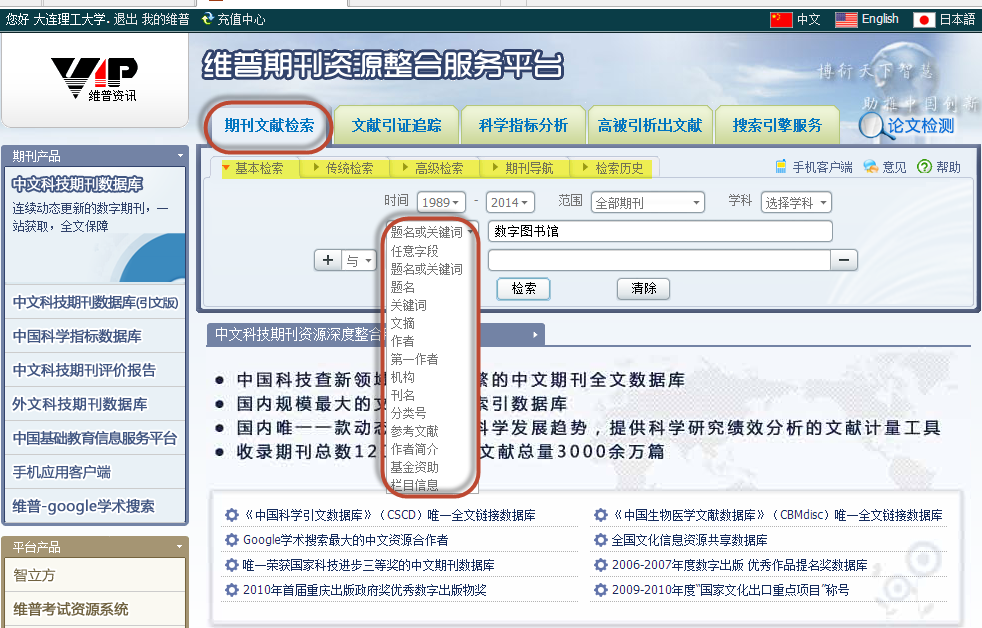 您好 大连理工大学. 退出 我的维普 充值中心
中文 English 日本語
VIP
维普资讯
维普期刊资源整合服务平台
博衍天下智慧
助推中国创新
期刊文献检索 文献引证追踪 科学指标分析 高被引析出文献 搜索引擎服务 论文检测
基本检索 传统检索 高级检索 期刊导航 检索历史 手机客户端 意见 帮助
时间 1989 - 2014 范围 全部期刊 学科 选择学科
题名或关键词 数字图书馆
+ 与 −
检索 清除
任意字段
题名或关键词
题名
关键词
文摘
作者
第一作者
机构
刊名
分类号
参考文献
作者简介
基金资助
栏目信息
期刊产品
中文科技期刊数据库
连续动态更新的数字期刊，一
站获取，全文保障
中文科技期刊数据库(引文版)
中国科学指标数据库
中文科技期刊评价报告
外文科技期刊数据库
中国基础教育信息服务平台
手机应用客户端
维普-google学术搜索
平台产品
智立方
维普考试资源系统
中文科技期刊资源深度整合
● 中国科技查新领 的中文期刊全文数据库
● 国内规模最大的文 索引数据库
● 国内唯一一款动态 科学发展趋势，提供科学研究绩效分析的文献计量工具
● 收录期刊总数12 文献总量3000余万篇
《中国科学引文数据库》（CSCD）唯一全文链接数据库
《中国生物医学文献数据库》（CBMdisc）唯一全文链接数据库
Google学术搜索最大的中文资源合作者
全国文化信息资源共享数据库
唯一荣获国家科技进步三等奖的中文期刊数据库
2006-2007年度数字出版 优秀作品提名奖数据库
2010年首届重庆出版政府奖优秀数字出版物奖
2009-2010年度"国家文化出口重点项目"称号